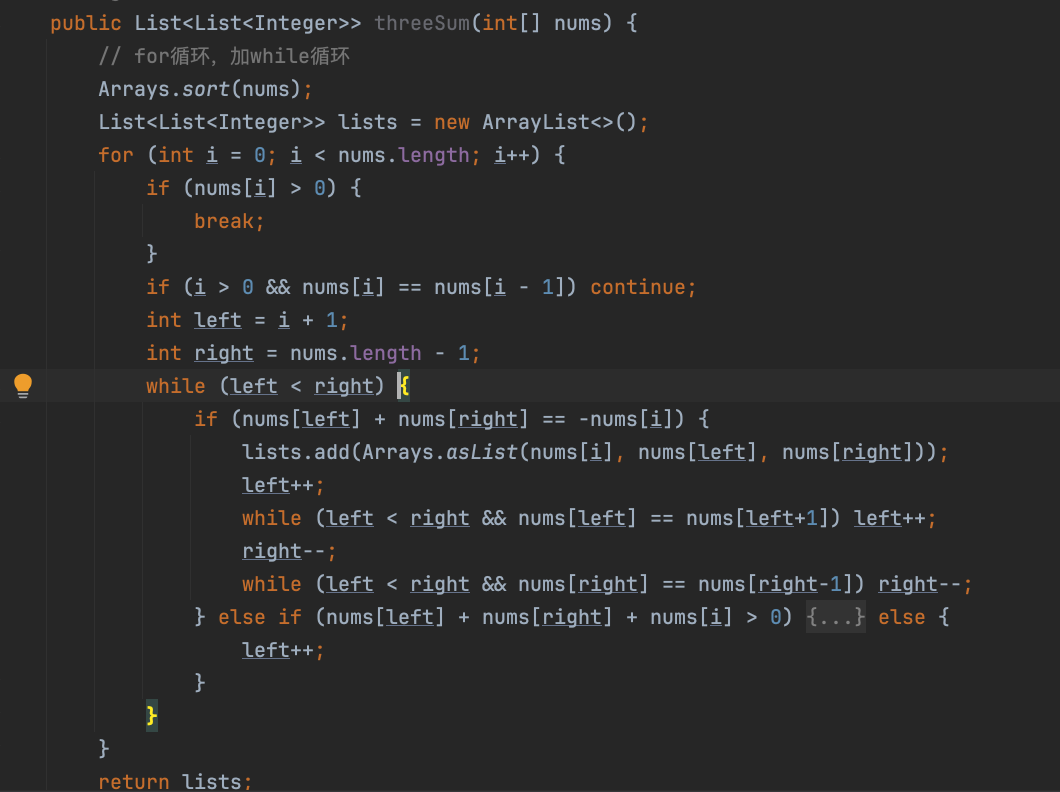 public List<List<Integer>> threeSum(int[] nums) {
// for循环，加while循环
Arrays.sort(nums);
List<List<Integer>> lists = new ArrayList<>();
for (int i = 0; i < nums.length; i++) {
if (nums[i] > 0) {
break;
}
if (i > 0 && nums[i] == nums[i - 1]) continue;
int left = i + 1;
int right = nums.length - 1;
while (left < right) {
if (nums[left] + nums[right] == -nums[i]) {
lists.add(Arrays.asList(nums[i], nums[left], nums[right]));
left++;
while (left < right && nums[left] == nums[left+1]) left++;
right--;
while (left < right && nums[right] == nums[right-1]) right--;
} else if (nums[left] + nums[right] + nums[i] > 0) {...} else {
left++;
}
}
}
return lists;